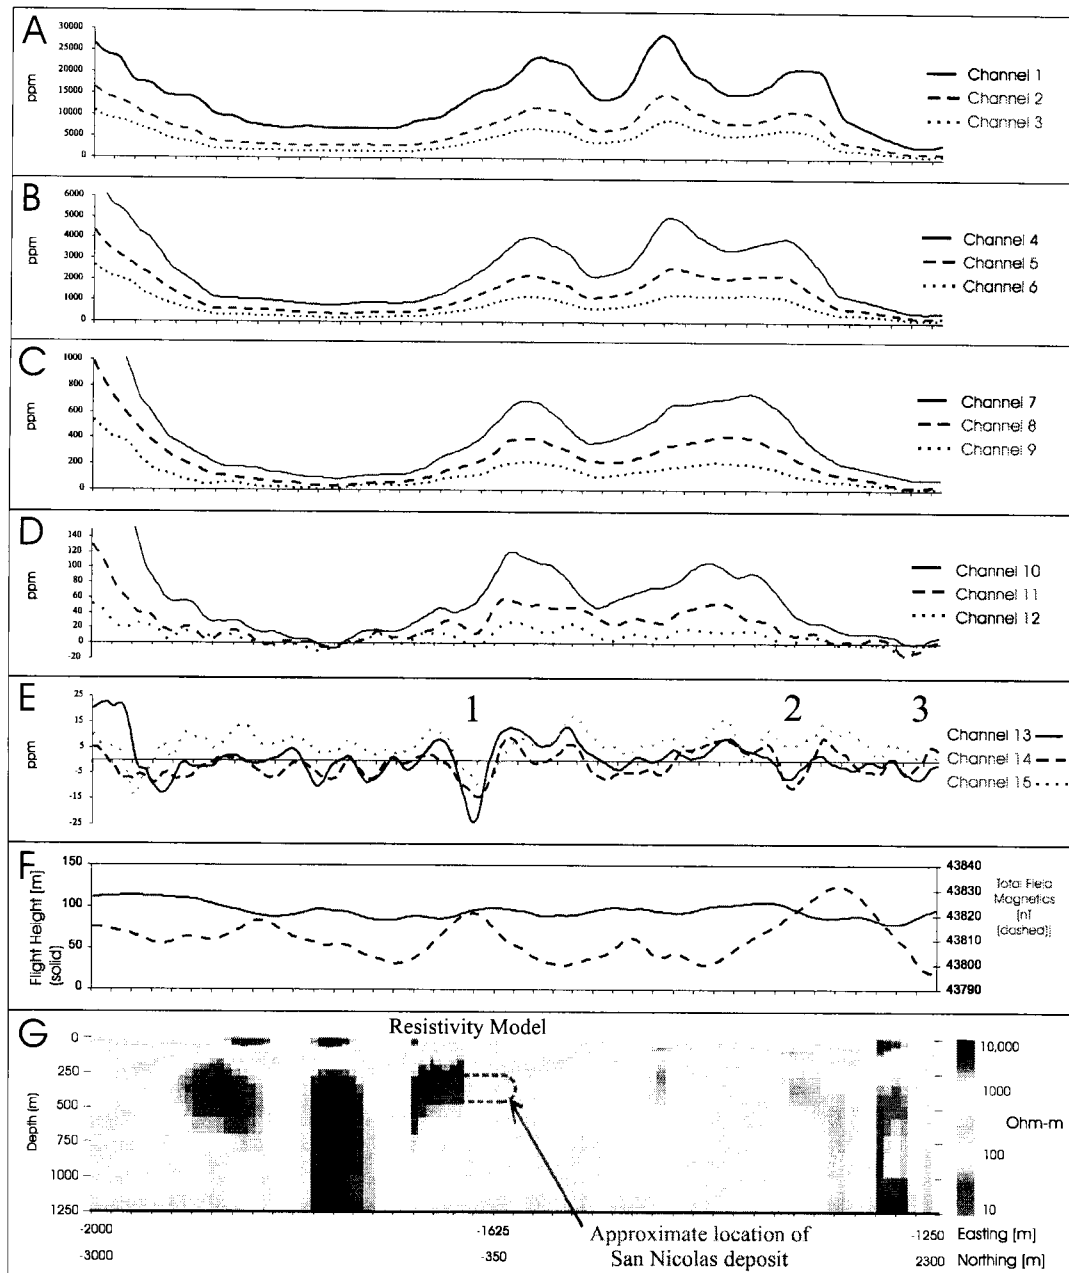 A
30000
25000
20000
15000
10000
5000
0
ppm
Channel 1
Channel 2
Channel 3
B
6000
5000
4000
3000
2000
1000
0
ppm
Channel 4
Channel 5
Channel 6
C
1000
800
600
400
200
0
ppm
Channel 7
Channel 8
Channel 9
D
140
120
100
80
60
40
20
0
-20
ppm
Channel 10
Channel 11
Channel 12
E
25
15
5
-5
-15
-25
ppm
1
2
3
Channel 13
Channel 14
Channel 15
F
150
100
50
0
Flight Height [m]
(solid)
43840
43830
43820
43810
43800
43790
Total Field
Magnetics
[nT
(dashed)]
G
Resistivity Model
0
250
500
750
1000
1250
Depth (m)
10,000
1000
Ohm-m
100
10
-2000
-1625
-1250
Easting [m]
-3000
-350
2300
Northing [m]
Approximate location of
San Nicolas deposit